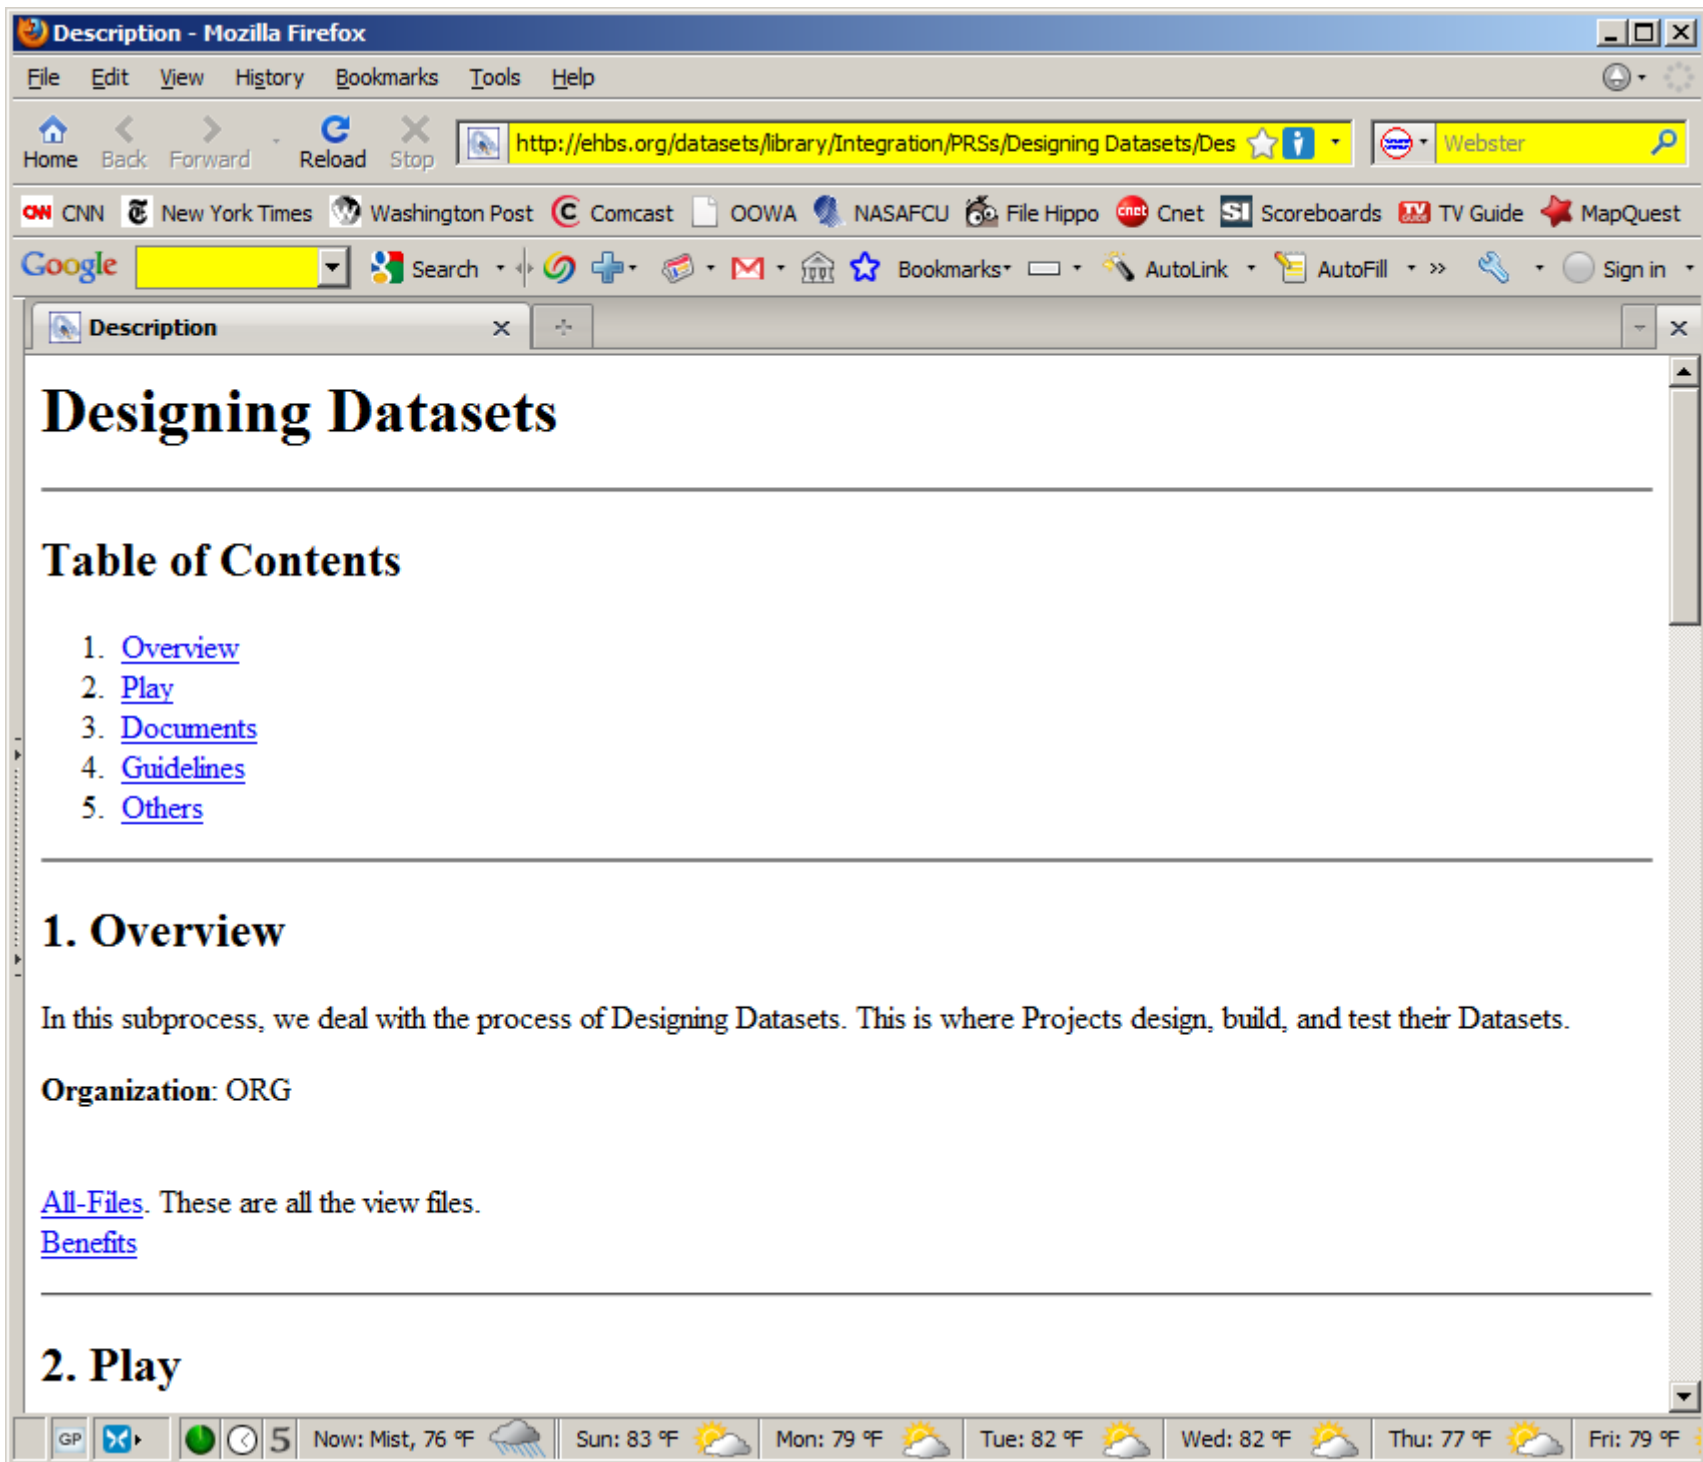 Description - Mozilla Firefox
File Edit View History Bookmarks Tools Help
Home Back Forward Reload Stop http://ehbs.org/datasets/library/Integration/PRSs/Designing Datasets/Des Webster
CNN CNN New York Times Washington Post C Comcast OOWA NASAFCU File Hippo cnet Cnet SI Scoreboards TV GUIDE TV Guide MapQuest
Google Search Bookmarks AutoLink AutoFill » Sign in
Description
Designing Datasets
Table of Contents
1. Overview
2. Play
3. Documents
4. Guidelines
5. Others
1. Overview
In this subprocess, we deal with the process of Designing Datasets. This is where Projects design, build, and test their Datasets.
Organization: ORG
All-Files. These are all the view files.
Benefits
2. Play
GP 5 Now: Mist, 76 °F Sun: 83 °F Mon: 79 °F Tue: 82 °F Wed: 82 °F Thu: 77 °F Fri: 79 °F